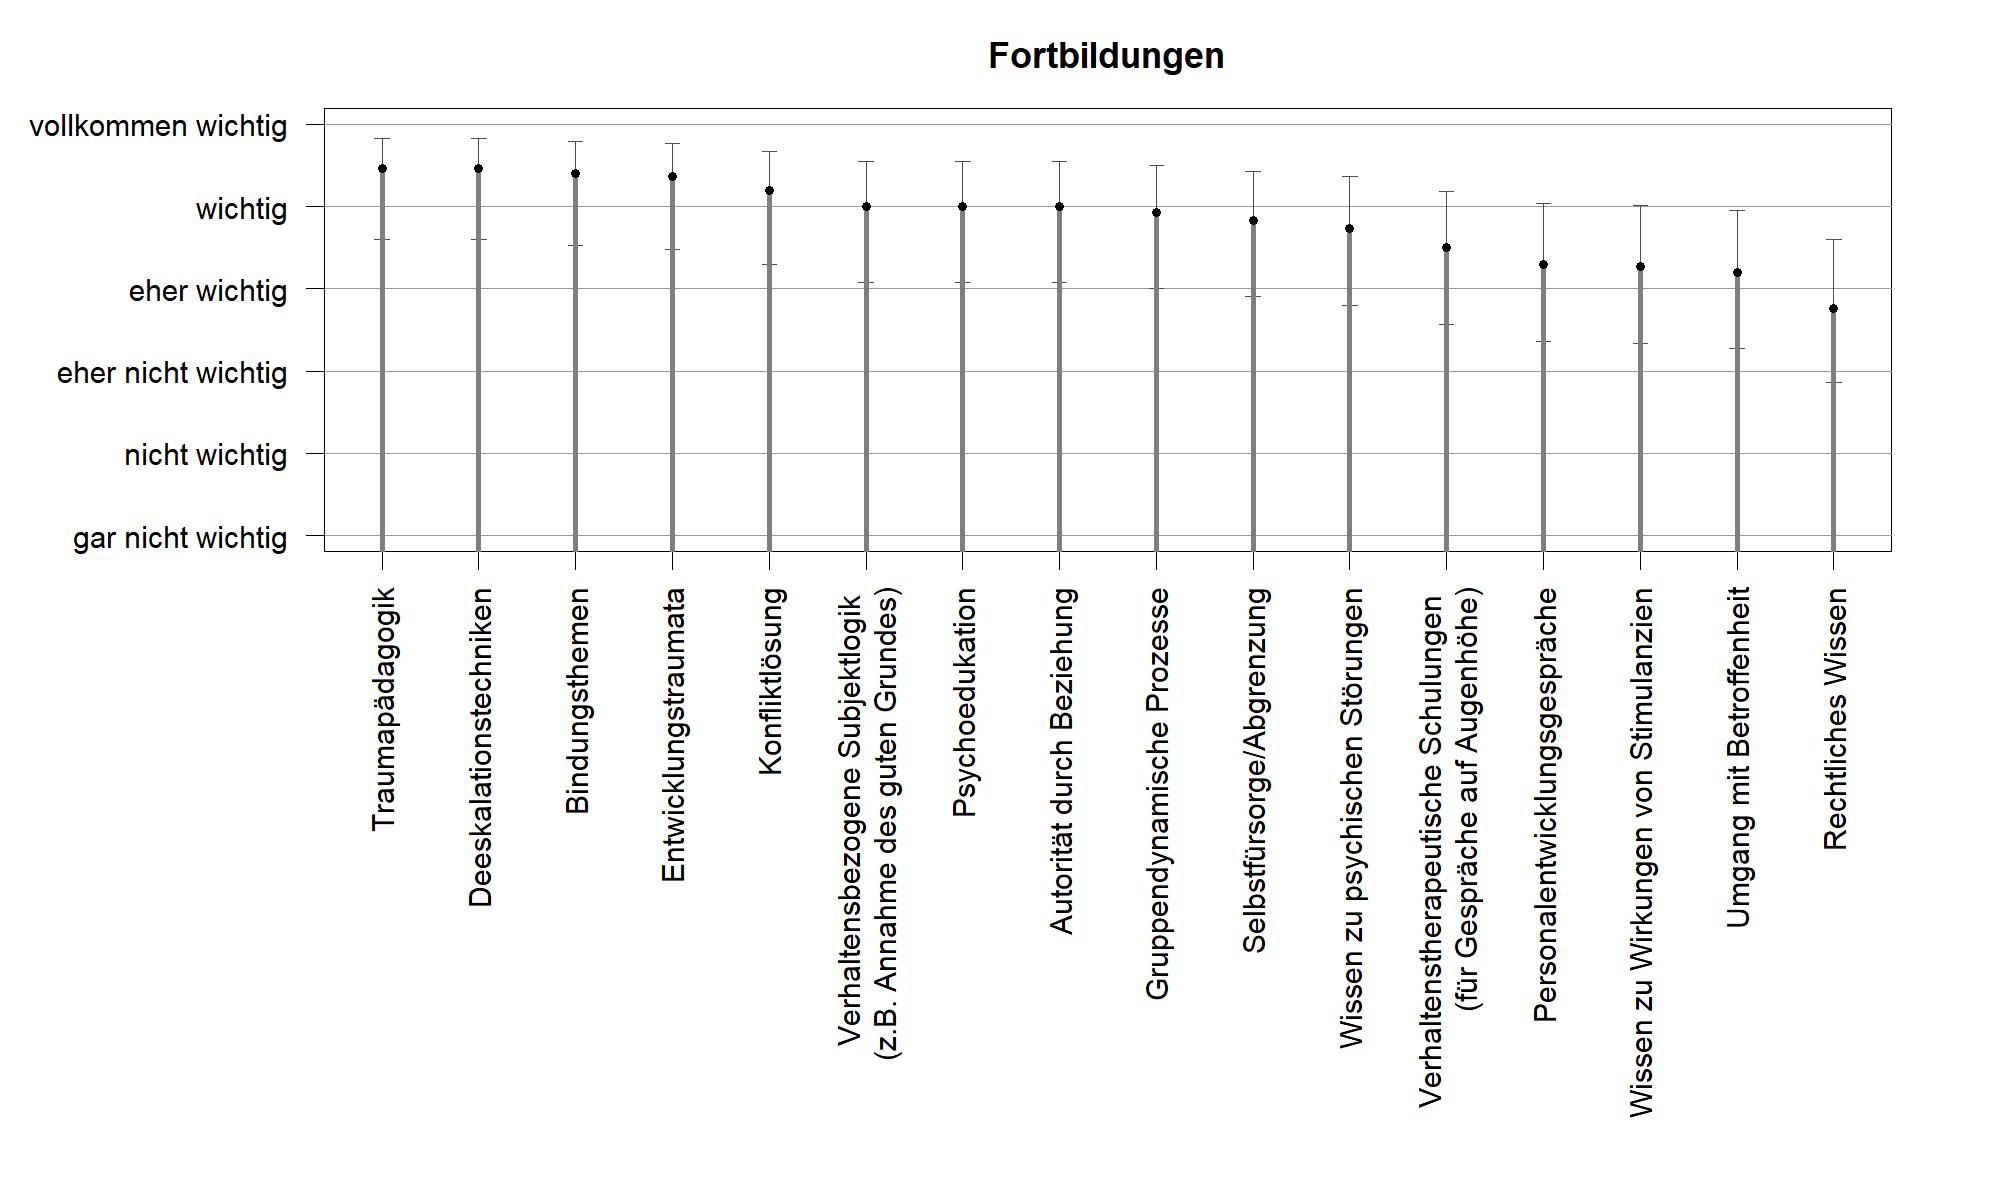 Fortbildungen
vollkommen wichtig
wichtig
eher wichtig
eher nicht wichtig
nicht wichtig
gar nicht wichtig
Traumapädagogik
Deeskalationstechniken
Bindungsthemen
Entwicklungstraumata
Konfliktlösung
Verhaltensbezogene Subjektlogik
(z.B. Annahme des guten Grundes)
Psychoedukation
Autorität durch Beziehung
Gruppendynamische Prozesse
Selbstfürsorge/Abgrenzung
Wissen zu psychischen Störungen
Verhaltenstherapeutische Schulungen
(für Gespräche auf Augenhöhe)
Personalentwicklungsgespräche
Wissen zu Wirkungen von Stimulanzien
Umgang mit Betroffenheit
Rechtliches Wissen